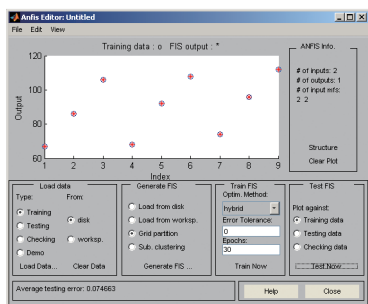 Anfis Editor: Untitled
File Edit View
Training data : o FIS output : *
120
100
80
60
Output
1 2 3 4 5 6 7 8 9
Index
ANFIS Info.
# of inputs: 2
# of outputs: 1
# of input mfs:
2 2
Structure
Clear Plot
Load data
Type: From:
Training
Testing
Checking
Demo
disk
worksp.
Load Data... Clear Data
Generate FIS
Load from disk
Load from worksp.
Grid partition
Sub. clustering
Generate FIS ...
Train FIS
Optim. Method:
hybrid
Error Tolerance:
0
Epochs:
30
Train Now
Test FIS
Plot against:
Training data
Testing data
Checking data
Test Now
Average testing error: 0.074663
Help Close